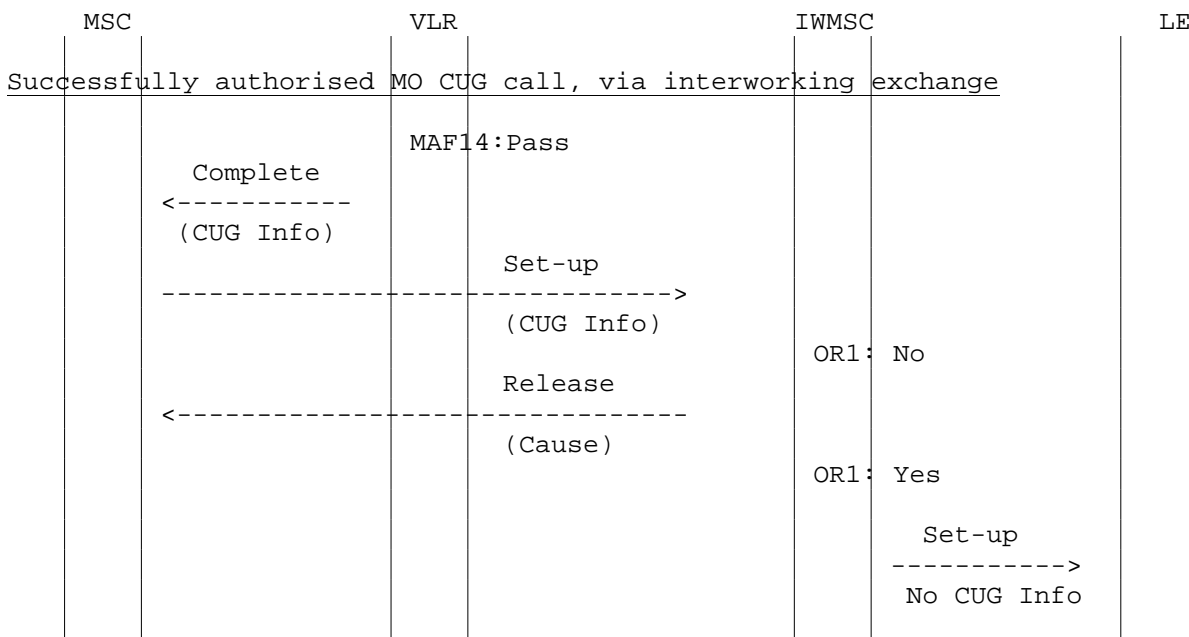 MSC VLR IWMSC LE
Successfully authorised MO CUG call, via interworking exchange
MAF14:Pass
Complete
<-----------
(CUG Info)
Set-up
-------------------------------->
(CUG Info)
OR1: No
Release
<--------------------------------
(Cause)
OR1: Yes
Set-up
----------->
No CUG Info